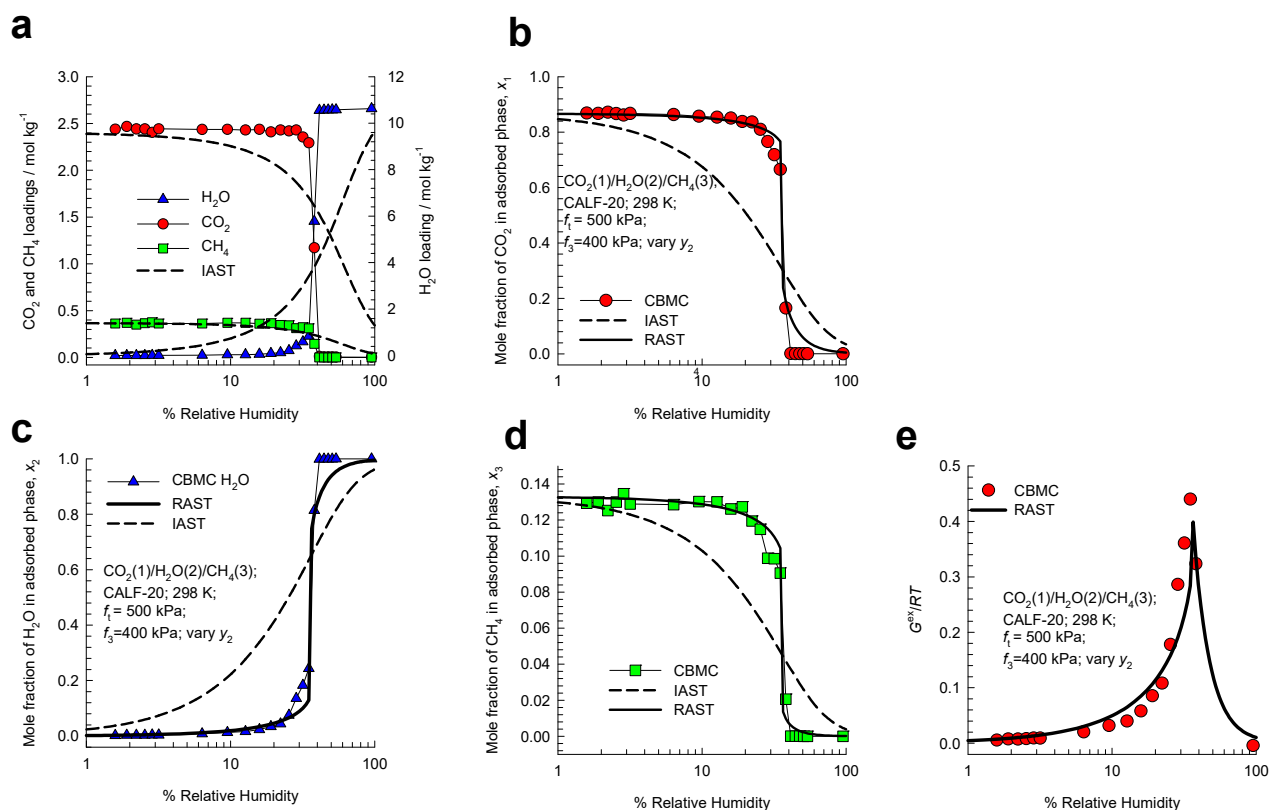 a
3.0
2.5
2.0
1.5
1.0
0.5
0.0
12
10
8
6
4
2
0
CO2 and CH4 loadings / mol kg-1
H2O loading / mol kg-1
H2O
CO2
CH4
IAST
1
10
100
% Relative Humidity
b
1.0
0.8
0.6
0.4
0.2
0.0
Mole fraction of CO2 in adsorbed phase, x1
CO2(1)/H2O(2)/CH4(3);
CALF-20; 298 K;
ft = 500 kPa;
f3=400 kPa; vary y2
CBMC
IAST
RAST
1
10
4
100
% Relative Humidity
c
1.0
0.8
0.6
0.4
0.2
0.0
Mole fraction of H2O in adsorbed phase, x2
CBMC H2O
RAST
IAST
CO2(1)/H2O(2)/CH4(3);
CALF-20; 298 K;
ft = 500 kPa;
f3=400 kPa; vary y2
1
10
100
% Relative Humidity
d
0.14
0.12
0.10
0.08
0.06
0.04
0.02
0.00
Mole fraction of CH4 in adsorbed phase, x3
CBMC
IAST
RAST
1
10
100
% Relative Humidity
e
0.5
0.4
0.3
0.2
0.1
0.0
Gex/RT
CBMC
RAST
CO2(1)/H2O(2)/CH4(3);
CALF-20; 298 K;
ft = 500 kPa;
f3=400 kPa; vary y2
1
10
100
% Relative Humidity